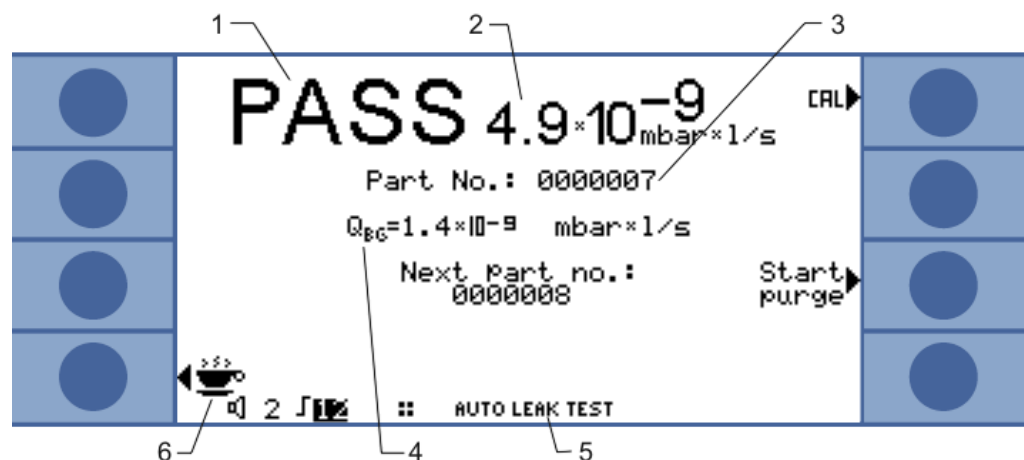 1 2 3
PASS 4.9×10⁻⁹ mbar×l/s
CAL
Part No.: 0000007
Q_BG=1.4×10⁻⁹ mbar×l/s
Next part no.:
0000008
Start
purge
2 AUTO LEAK TEST
6 4 5